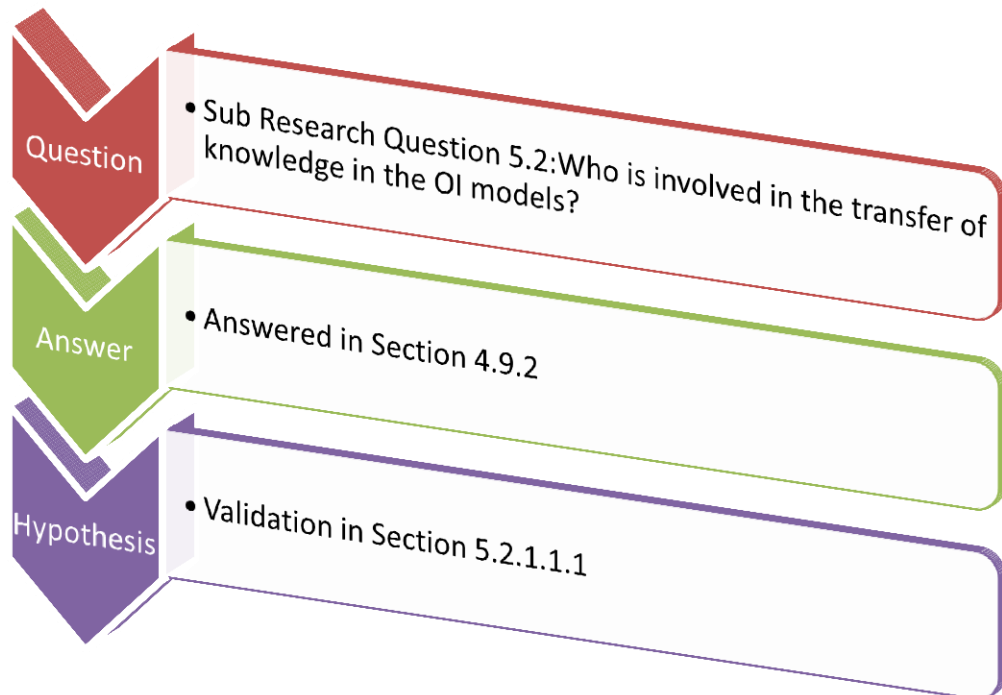 Question
• Sub Research Question 5.2:Who is involved in the transfer of
knowledge in the OI models?
Answer
• Answered in Section 4.9.2
Hypothesis
• Validation in Section 5.2.1.1.1